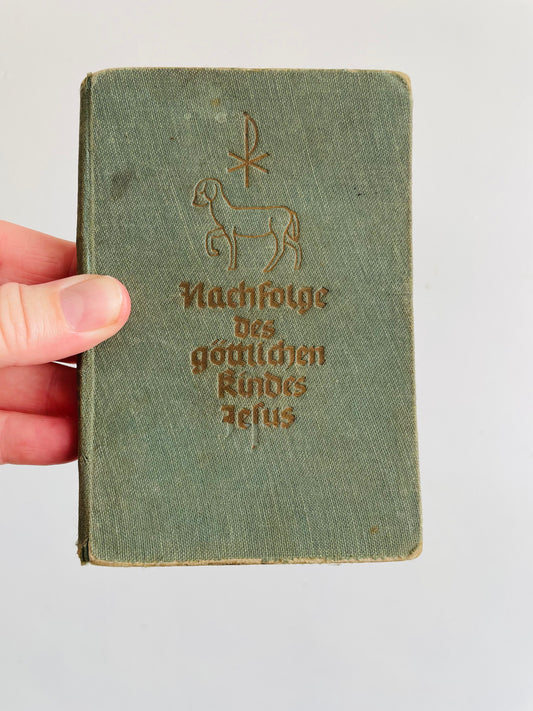 Nachfolge
des
göttlichen
Kindes
Jesus